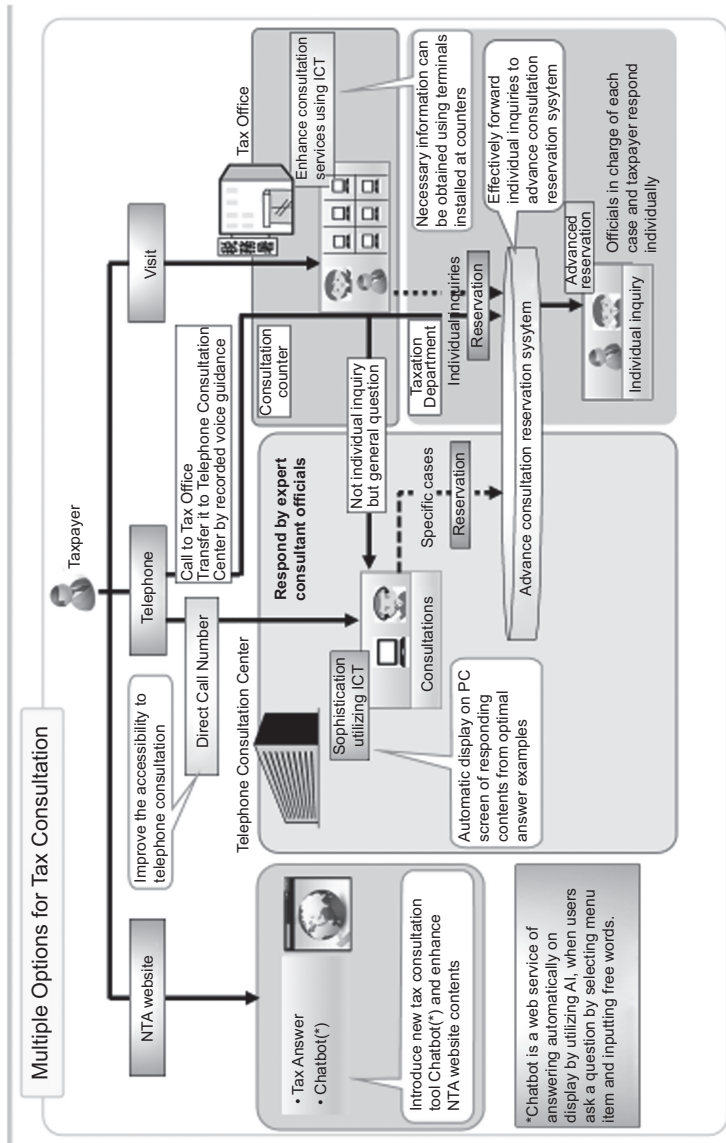 Multiple Options for Tax Consultation
Taxpayer
NTA website
Telephone
Visit
Improve the accessibility to
telephone consultation
Direct Call Number
Call to Tax Office
Transfer it to Telephone Consultation
Center by recorded voice guidance
Tax Office
税務署
Enhance consultation
services using ICT
Consultation
counter
Necessary information can
be obtained using terminals
installed at counters
• Tax Answer
• Chatbot(*)
Introduce new tax consultation
tool Chatbot(*) and enhance
NTA website contents
Telephone Consultation Center
Respond by expert
consultant officials
Sophistication
utilizing ICT
Consultations
Not individual inquiry
but general question
Automatic display on PC
screen of responding
contents from optimal
answer examples
Specific cases
Reservation
Taxation
Department
Individual inquiries
Reservation
Effectively forward
individual inquiries to
advance consultation
reservation sysytem
Advance consultation reservation sysytem
Advanced
reservation
Individual inquiry
Officials in charge of each
case and taxpayer respond
individually
*Chatbot is a web service of
answering automatically on
display by utilizing AI, when users
ask a question by selecting menu
item and inputting free words.